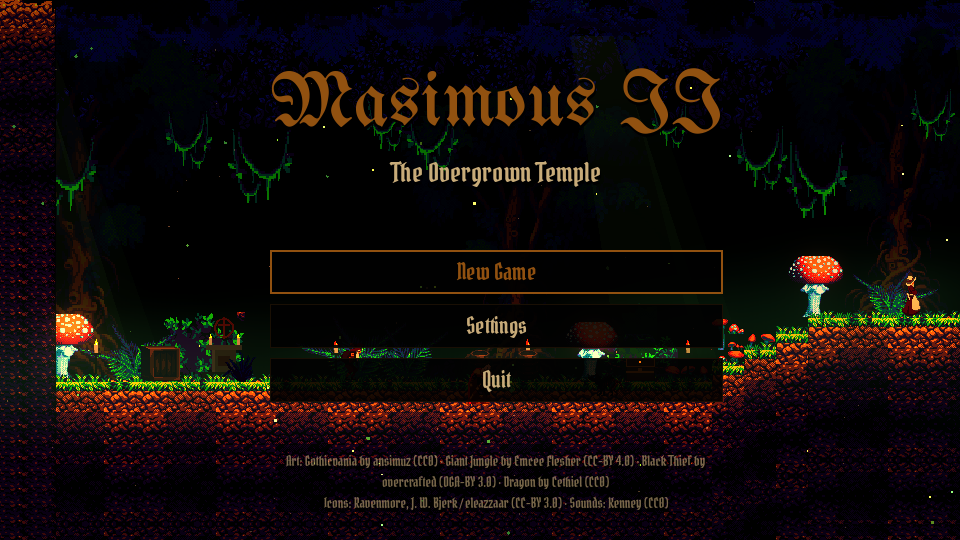 Masimous II
The Overgrown Temple
New Game
Settings
Quit
Art: Gothicvania by ansimuz (CC0) · Giant Jungle by Emcee Flesher (CC-BY 4.0) · Black Thief by
overcrafted (OGA-BY 3.0) · Dragon by Cethiel (CC0)
Icons: Ravenmore, J. W. Bjerk / eleazzaar (CC-BY 3.0) · Sounds: Kenney (CC0)